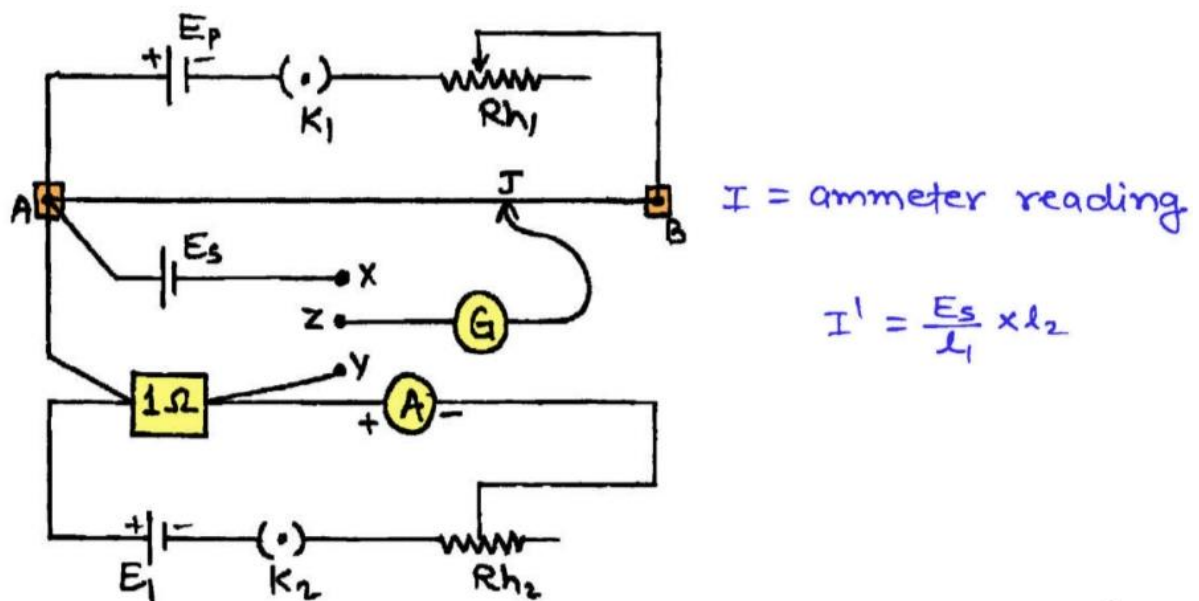 Ep
+ -
K1
Rh1
A
J
B
I = ammeter reading
Es
X
Z
G
I' = Es/l1 × l2
Y
1Ω
+ A -
+ -
E1
K2
Rh2